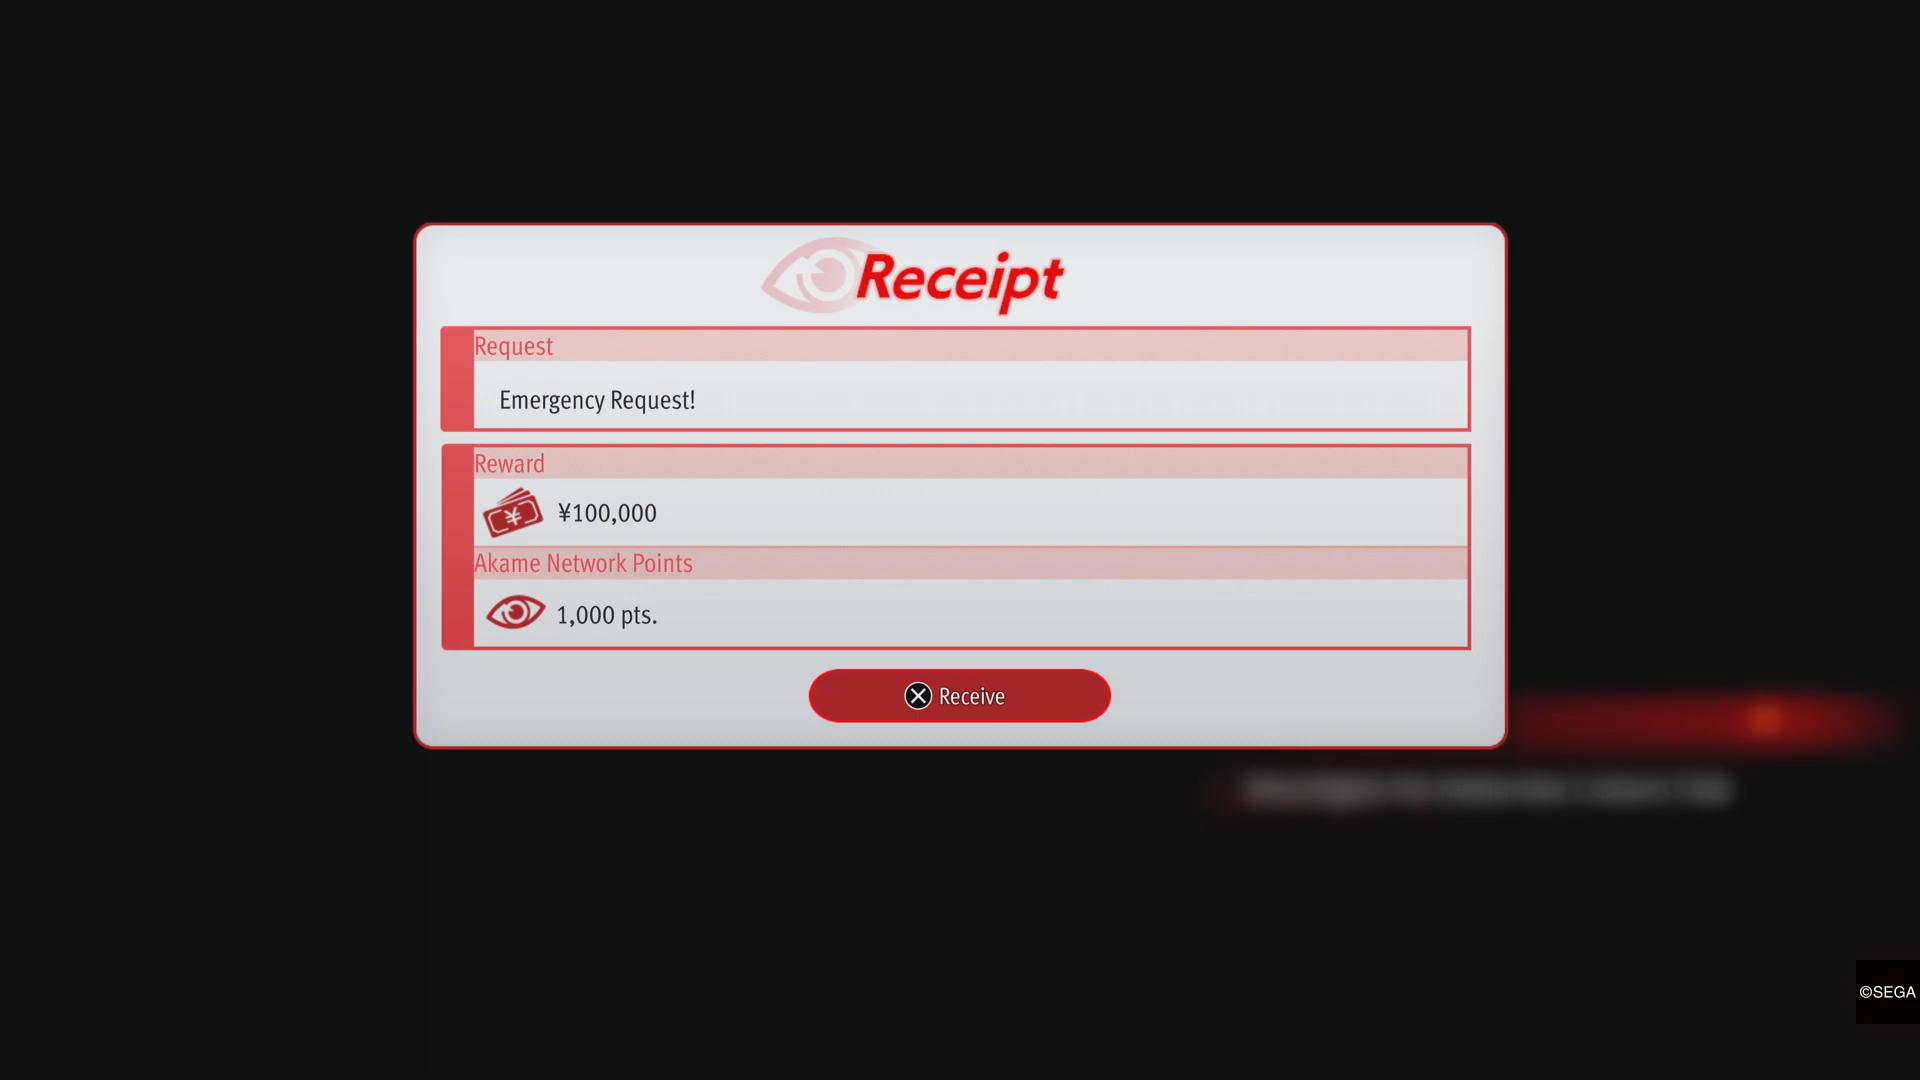 Receipt
Request
Emergency Request!
Reward
¥100,000
Akame Network Points
1,000 pts.
Receive
©SEGA